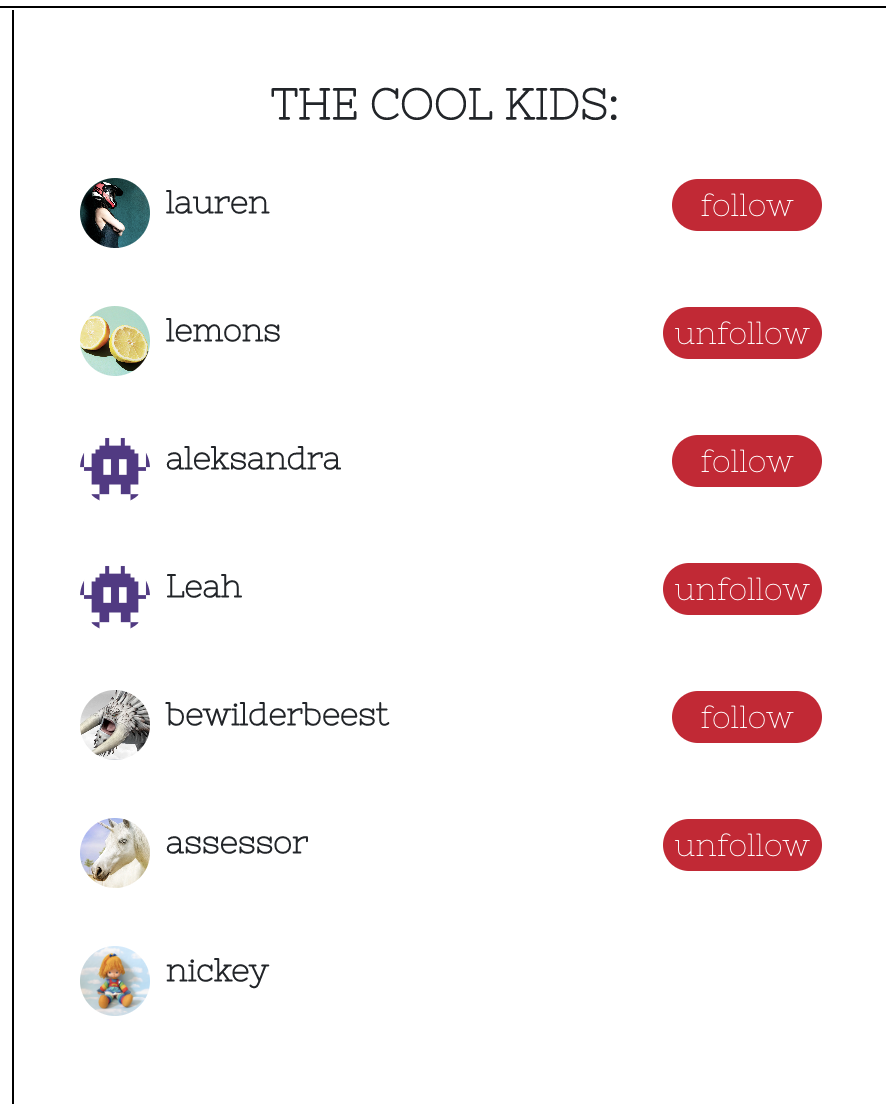 THE COOL KIDS:
lauren follow
lemons unfollow
aleksandra follow
Leah unfollow
bewilderbeest follow
assessor unfollow
nickey